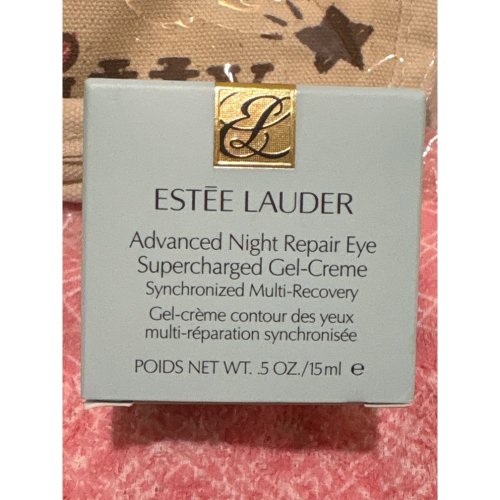 EL
ESTĒE LAUDER
Advanced Night Repair Eye
Supercharged Gel-Creme
Synchronized Multi-Recovery
Gel-crème contour des yeux
multi-réparation synchronisée
POIDS NET WT. .5 OZ./15ml ℮